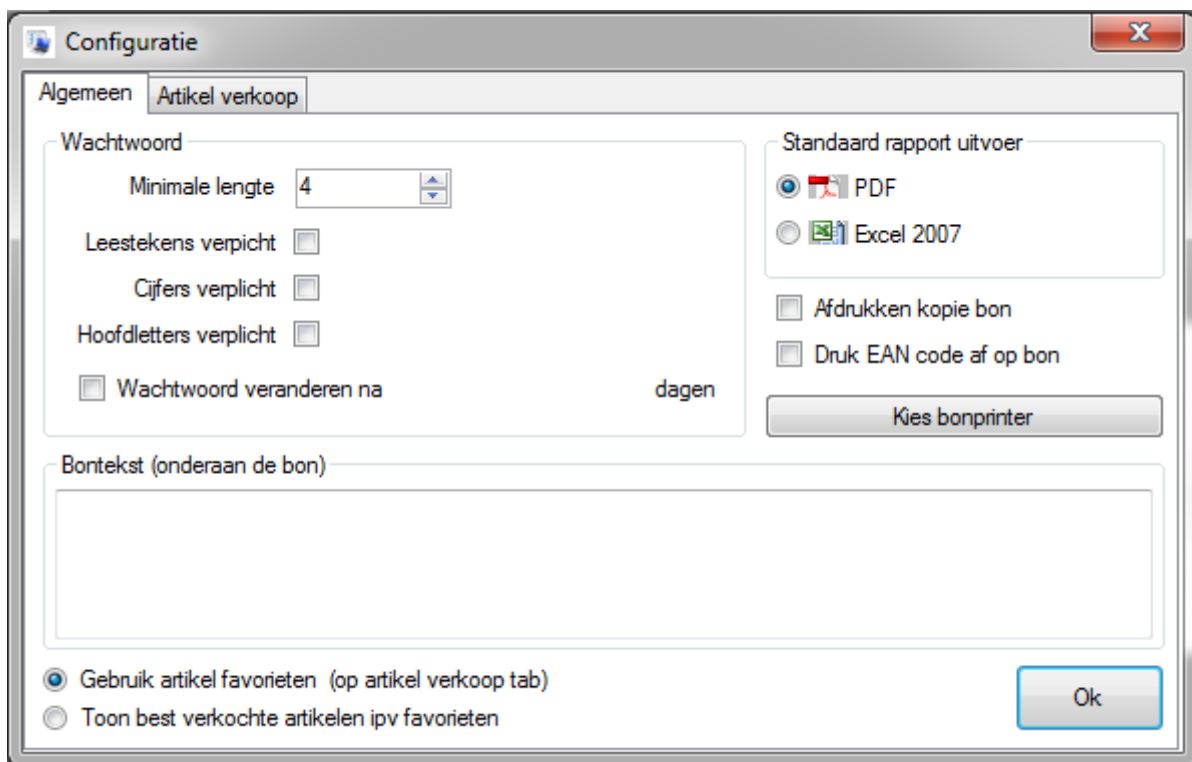 Configuratie
Algemeen
Artikel verkoop
Wachtwoord
Minimale lengte 4
Leestekens verpicht
Cijfers verplicht
Hoofdletters verplicht
Wachtwoord veranderen na dagen
Standaard rapport uitvoer
PDF
Excel 2007
Afdrukken kopie bon
Druk EAN code af op bon
Kies bonprinter
Bontekst (onderaan de bon)
Gebruik artikel favorieten (op artikel verkoop tab)
Toon best verkochte artikelen ipv favorieten
Ok